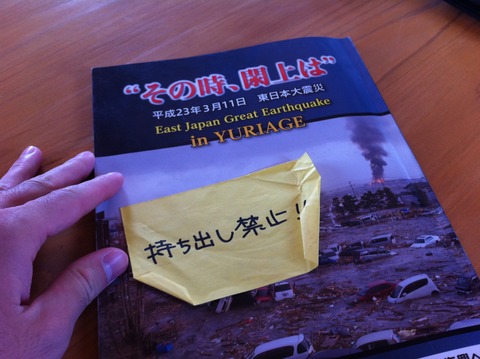 “その時、閖上は”
平成23年3月11日 東日本大震災
East Japan Great Earthquake
in YURIAGE
持ち出し禁止!!